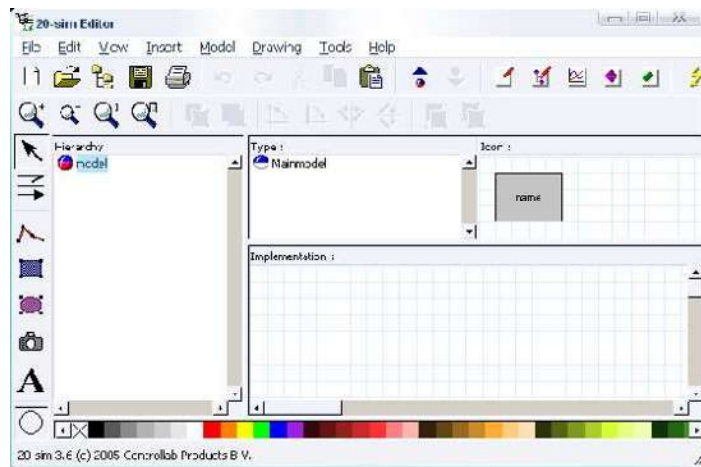 20-sim Editor
File Edit View Insert Model Drawing Tools Help
Hierarchy
model
Type :
Mainmodel
Icon :
name
Implementation :
A
20-sim 3.6 (c) 2005 Controllab Products B.V.